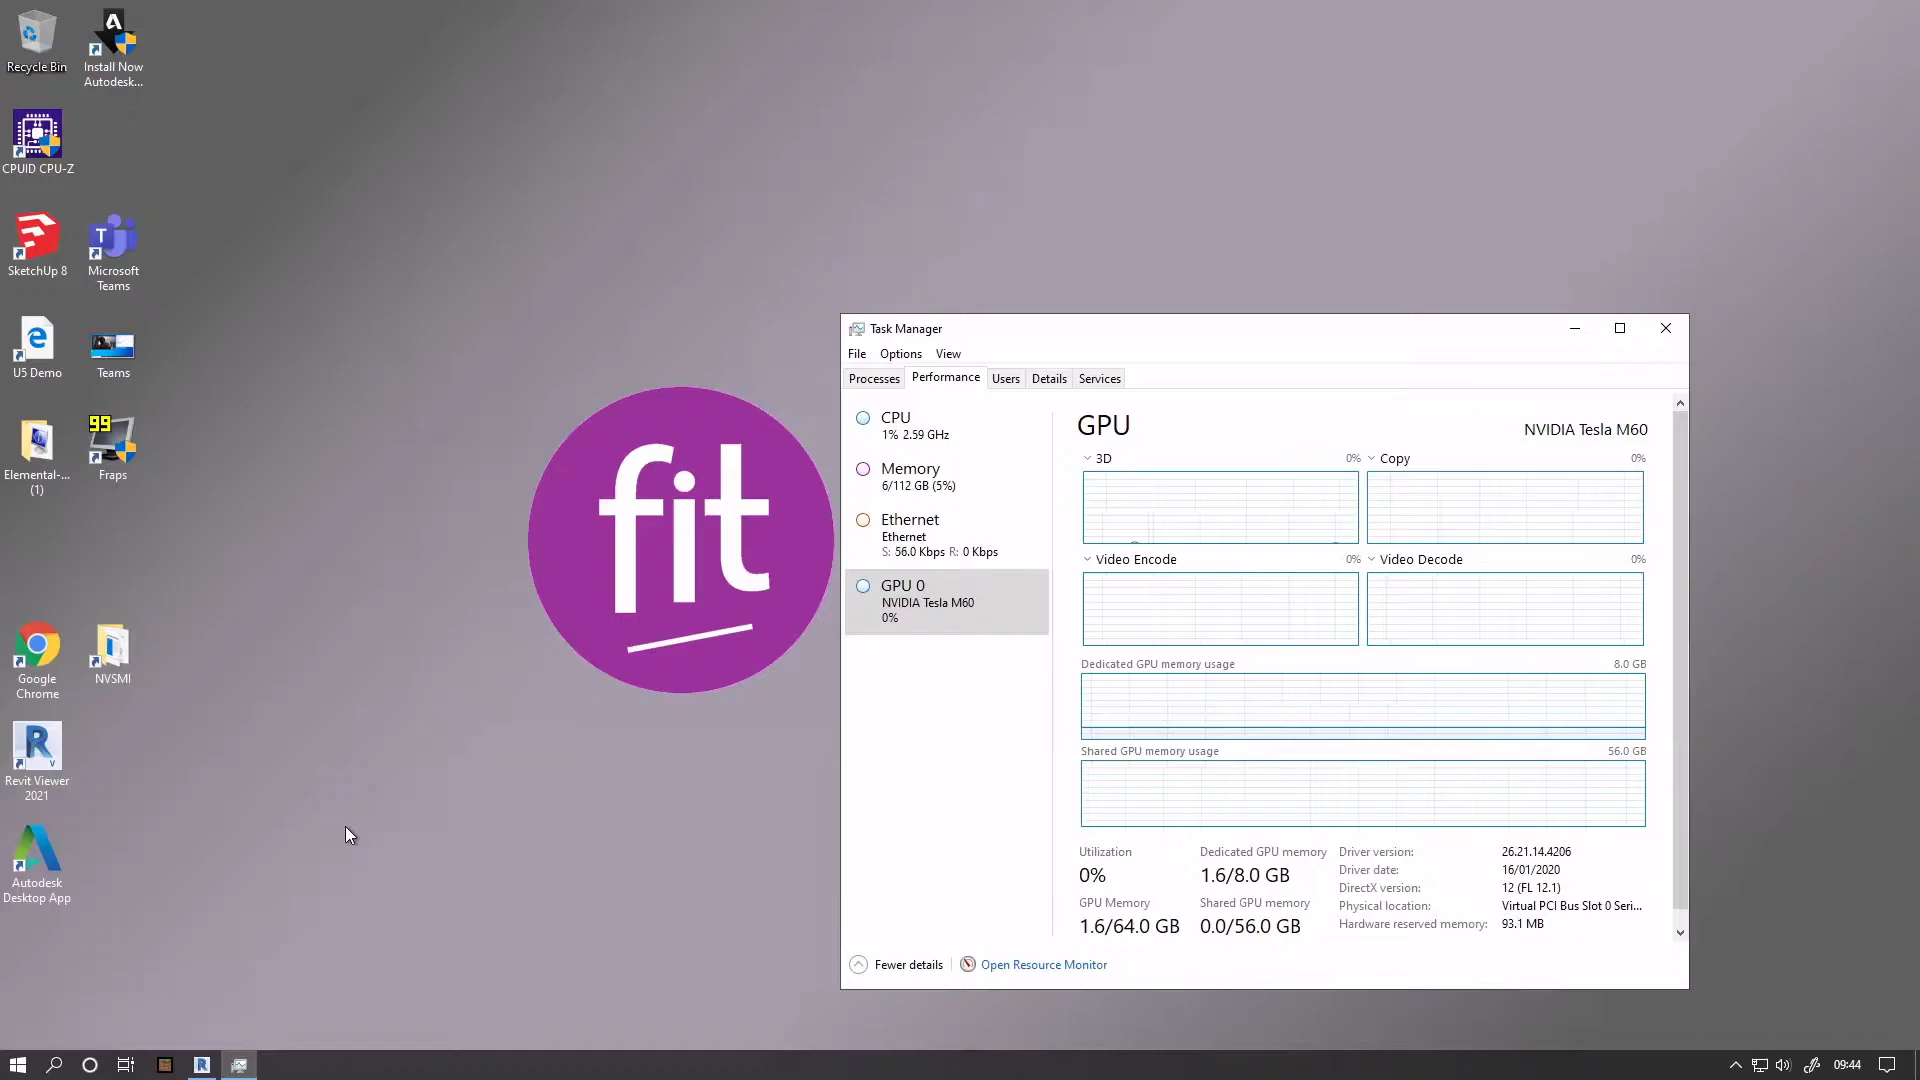 Recycle Bin
Install Now
Autodesk...
CPUID CPU-Z
SketchUp 8
Microsoft
Teams
U5 Demo
Teams
Elemental-...
(1)
99
Fraps
Google
Chrome
NVSMI
Revit Viewer
2021
Autodesk
Desktop App
fit
Task Manager
File Options View
Processes Performance Users Details Services
CPU
1% 2.59 GHz
Memory
6/112 GB (5%)
Ethernet
Ethernet
S: 56.0 Kbps R: 0 Kbps
GPU 0
NVIDIA Tesla M60
0%
GPU
NVIDIA Tesla M60
3D 0%
Copy 0%
Video Encode 0%
Video Decode 0%
Dedicated GPU memory usage 8.0 GB
Shared GPU memory usage 56.0 GB
Utilization
0%
Dedicated GPU memory
1.6/8.0 GB
GPU Memory
1.6/64.0 GB
Shared GPU memory
0.0/56.0 GB
Driver version: 26.21.14.4206
Driver date: 16/01/2020
DirectX version: 12 (FL 12.1)
Physical location: Virtual PCI Bus Slot 0 Seri...
Hardware reserved memory: 93.1 MB
Fewer details
Open Resource Monitor
09:44